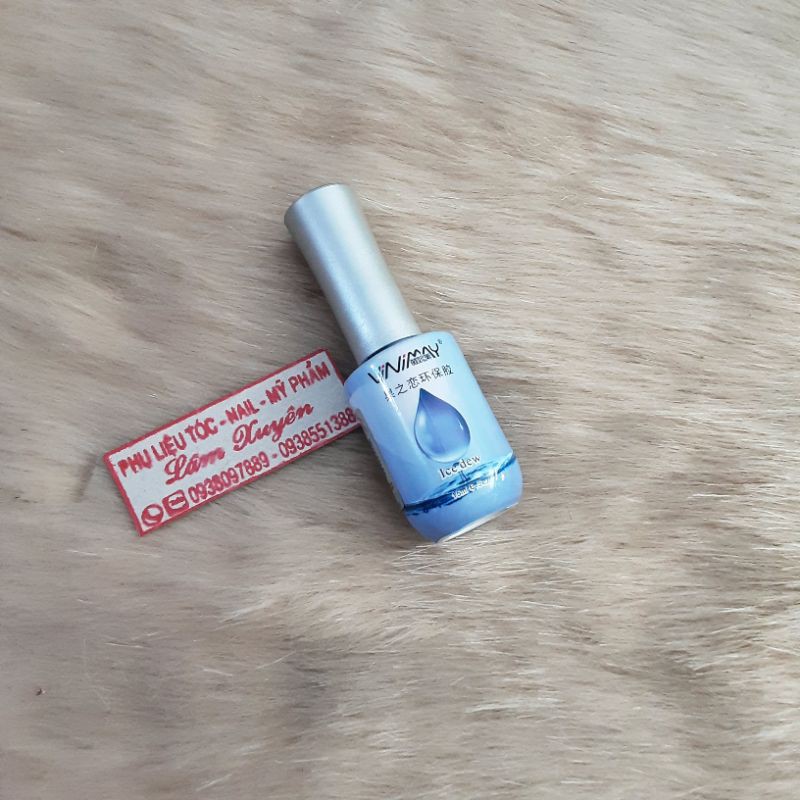 PHỤ LIỆU TÓC - NAIL - MỸ PHẨM
Lâm Xuyên
0938097889 - 0938551388
ViNiMAY®
之恋环保胶
Ice dew